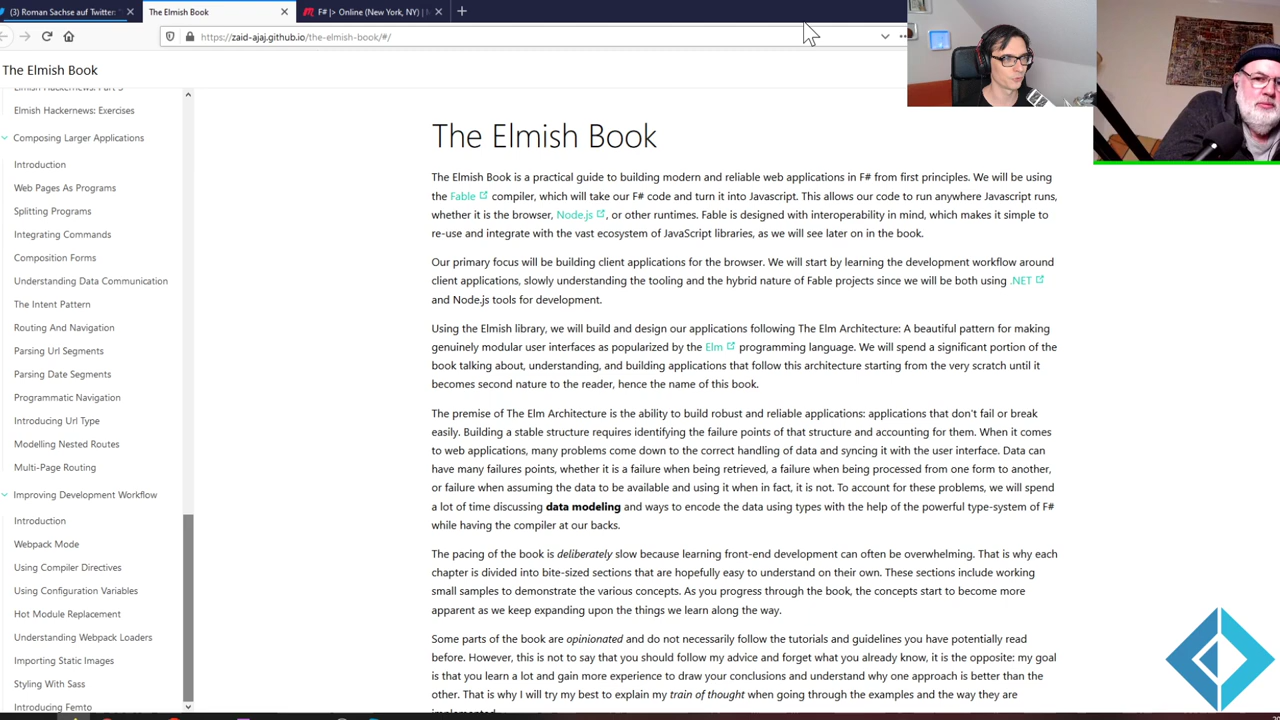 (3) Roman Sachse auf Twitter: "
The Elmish Book
F# |> Online (New York, NY) |
https://zaid-ajaj.github.io/the-elmish-book/#/
The Elmish Book
Elmish Hackernews: Part 3
Elmish Hackernews: Exercises
Composing Larger Applications
Introduction
Web Pages As Programs
Splitting Programs
Integrating Commands
Composition Forms
Understanding Data Communication
The Intent Pattern
Routing And Navigation
Parsing Url Segments
Parsing Date Segments
Programmatic Navigation
Introducing Url Type
Modelling Nested Routes
Multi-Page Routing
Improving Development Workflow
Introduction
Webpack Mode
Using Compiler Directives
Using Configuration Variables
Hot Module Replacement
Understanding Webpack Loaders
Importing Static Images
Styling With Sass
Introducing Femto
The Elmish Book
The Elmish Book is a practical guide to building modern and reliable web applications in F# from first principles. We will be using
the Fable compiler, which will take our F# code and turn it into Javascript. This allows our code to run anywhere Javascript runs,
whether it is the browser, Node.js, or other runtimes. Fable is designed with interoperability in mind, which makes it simple to
re-use and integrate with the vast ecosystem of JavaScript libraries, as we will see later on in the book.
Our primary focus will be building client applications for the browser. We will start by learning the development workflow around
client applications, slowly understanding the tooling and the hybrid nature of Fable projects since we will be both using .NET
and Node.js tools for development.
Using the Elmish library, we will build and design our applications following The Elm Architecture: A beautiful pattern for making
genuinely modular user interfaces as popularized by the Elm programming language. We will spend a significant portion of the
book talking about, understanding, and building applications that follow this architecture starting from the very scratch until it
becomes second nature to the reader, hence the name of this book.
The premise of The Elm Architecture is the ability to build robust and reliable applications: applications that don't fail or break
easily. Building a stable structure requires identifying the failure points of that structure and accounting for them. When it comes
to web applications, many problems come down to the correct handling of data and syncing it with the user interface. Data can
have many failures points, whether it is a failure when being retrieved, a failure when being processed from one form to another,
or failure when assuming the data to be available and using it when in fact, it is not. To account for these problems, we will spend
a lot of time discussing data modeling and ways to encode the data using types with the help of the powerful type-system of F#
while having the compiler at our backs.
The pacing of the book is deliberately slow because learning front-end development can often be overwhelming. That is why each
chapter is divided into bite-sized sections that are hopefully easy to understand on their own. These sections include working
small samples to demonstrate the various concepts. As you progress through the book, the concepts start to become more
apparent as we keep expanding upon the things we learn along the way.
Some parts of the book are opinionated and do not necessarily follow the tutorials and guidelines you have potentially read
before. However, this is not to say that you should follow my advice and forget what you already know, it is the opposite: my goal
is that you learn a lot and gain more experience to draw your conclusions and understand why one approach is better than the
other. That is why I will try my best to explain my train of thought when going through the examples and the way they are
implemented.